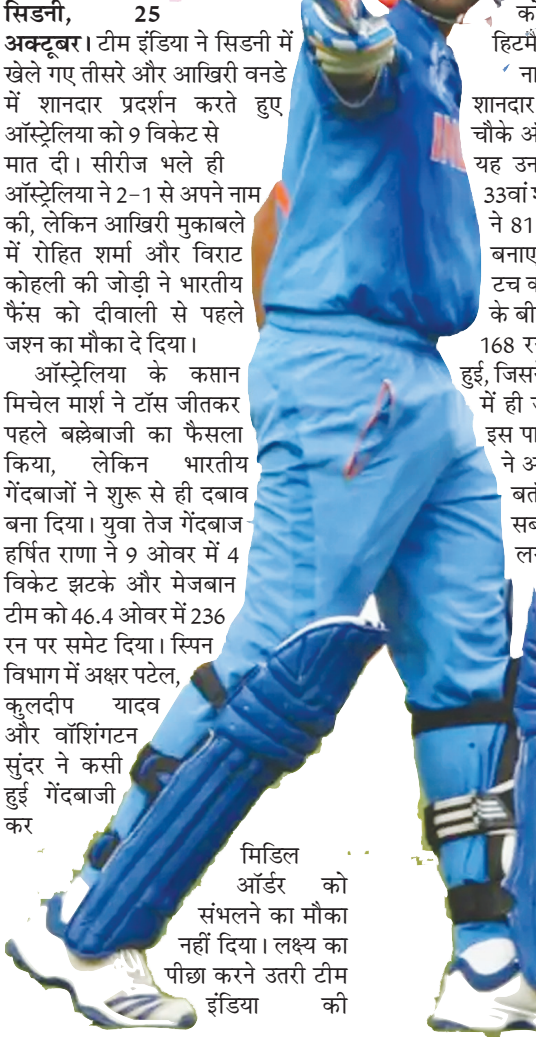 सिडनी, 25
अक्टूबर। टीम इंडिया ने सिडनी में
खेले गए तीसरे और आखिरी वनडे
में शानदार प्रदर्शन करते हुए
ऑस्ट्रेलिया को 9 विकेट से
मात दी। सीरीज भले ही
ऑस्ट्रेलिया ने 2-1 से अपने नाम
की, लेकिन आखिरी मुकाबले
में रोहित शर्मा और विराट
कोहली की जोड़ी ने भारतीय
फैंस को दीवाली से पहले
जश्न का मौका दे दिया।
ऑस्ट्रेलिया के कप्तान
मिचेल मार्श ने टॉस जीतकर
पहले बल्लेबाजी का फैसला
किया, लेकिन भारतीय
गेंदबाजों ने शुरू से ही दबाव
बना दिया। युवा तेज गेंदबाज
हर्षित राणा ने 9 ओवर में 4
विकेट झटके और मेजबान
टीम को 46.4 ओवर में 236
रन पर समेट दिया। स्पिन
विभाग में अक्षर पटेल,
कुलदीप यादव
और वॉशिंगटन
सुंदर ने कसी
हुई गेंदबाजी
कर
मिडिल
ऑर्डर को
संभलने का मौका
नहीं दिया। लक्ष्य का
पीछा करने उतरी टीम
इंडिया की
शानदार
चौके
यह
33वां
ने 81
बनाए
टच
के
168
हुई,
में ही
इस
ने